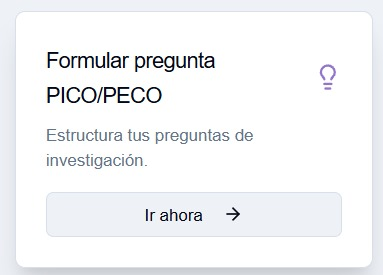 Formular pregunta
PICO/PECO
Estructura tus preguntas de
investigación.
Ir ahora →